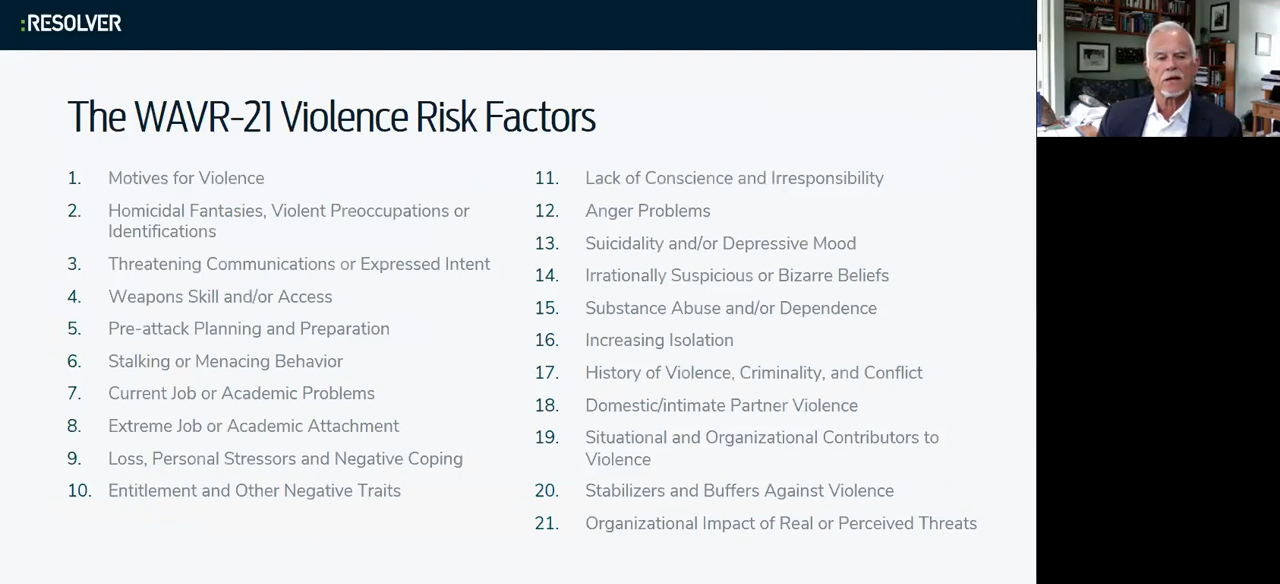 :RESOLVER
The WAVR-21 Violence Risk Factors
1. Motives for Violence
2. Homicidal Fantasies, Violent Preoccupations or
Identifications
3. Threatening Communications or Expressed Intent
4. Weapons Skill and/or Access
5. Pre-attack Planning and Preparation
6. Stalking or Menacing Behavior
7. Current Job or Academic Problems
8. Extreme Job or Academic Attachment
9. Loss, Personal Stressors and Negative Coping
10. Entitlement and Other Negative Traits
11. Lack of Conscience and Irresponsibility
12. Anger Problems
13. Suicidality and/or Depressive Mood
14. Irrationally Suspicious or Bizarre Beliefs
15. Substance Abuse and/or Dependence
16. Increasing Isolation
17. History of Violence, Criminality, and Conflict
18. Domestic/intimate Partner Violence
19. Situational and Organizational Contributors to
Violence
20. Stabilizers and Buffers Against Violence
21. Organizational Impact of Real or Perceived Threats